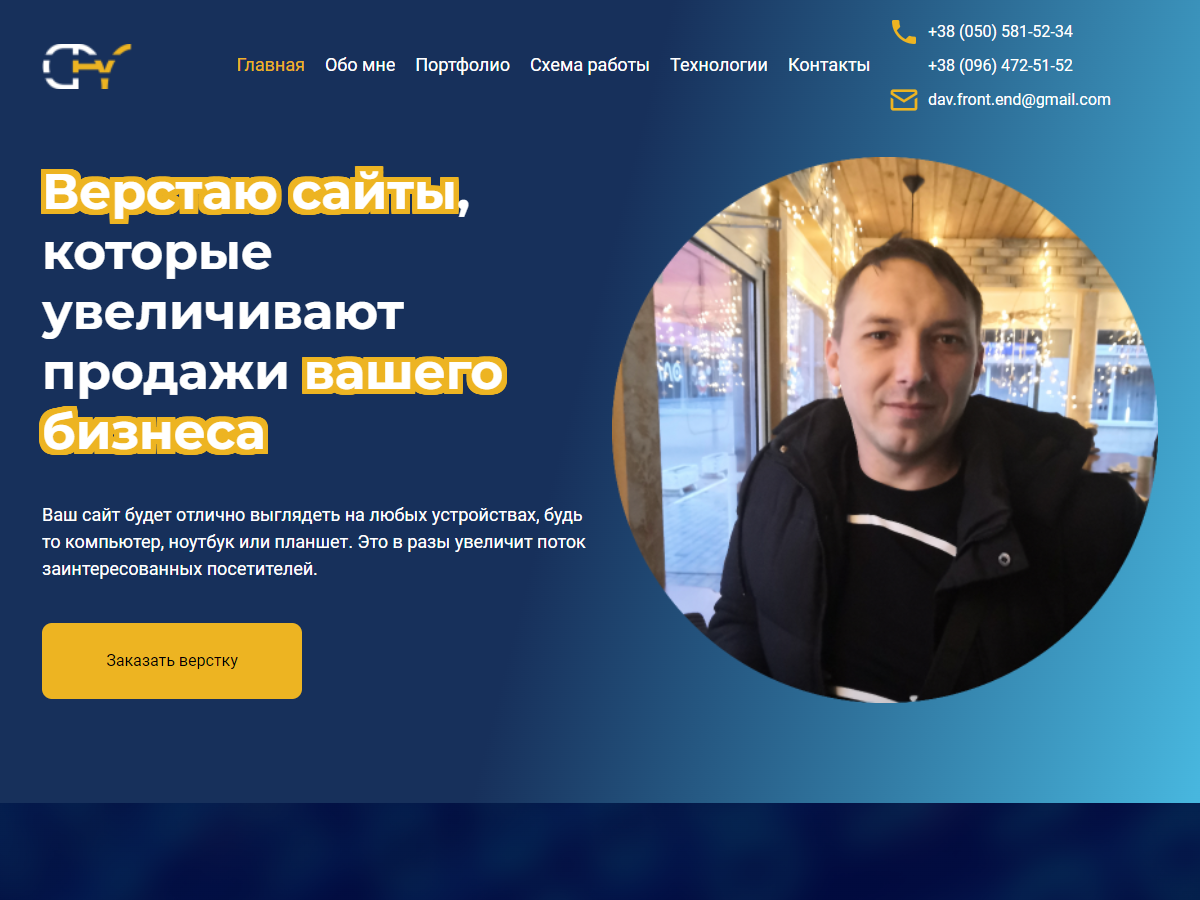 Главная Обо мне Портфолио Схема работы Технологии Контакты
+38 (050) 581-52-34
+38 (096) 472-51-52
dav.front.end@gmail.com
Верстаю сайты,
которые
увеличивают
продажи вашего
бизнеса
Ваш сайт будет отлично выглядеть на любых устройствах, будь
то компьютер, ноутбук или планшет. Это в разы увеличит поток
заинтересованных посетителей.
Заказать верстку